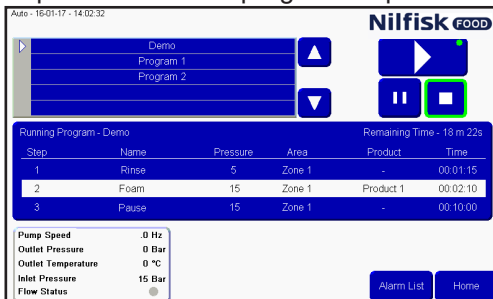 Auto - 16-01-17 - 14:02:32
Nilfisk FOOD
Demo
Program 1
Program 2
Running Program - Demo Remaining Time - 18 m 22s
Step Name Pressure Area Product Time
1 Rinse 5 Zone 1 - 00:01:15
2 Foam 15 Zone 1 Product 1 00:02:10
3 Pause 15 Zone 1 - 00:10:00
Pump Speed .0 Hz
Outlet Pressure 0 Bar
Outlet Temperature 0 °C
Inlet Pressure 15 Bar
Flow Status
Alarm List Home